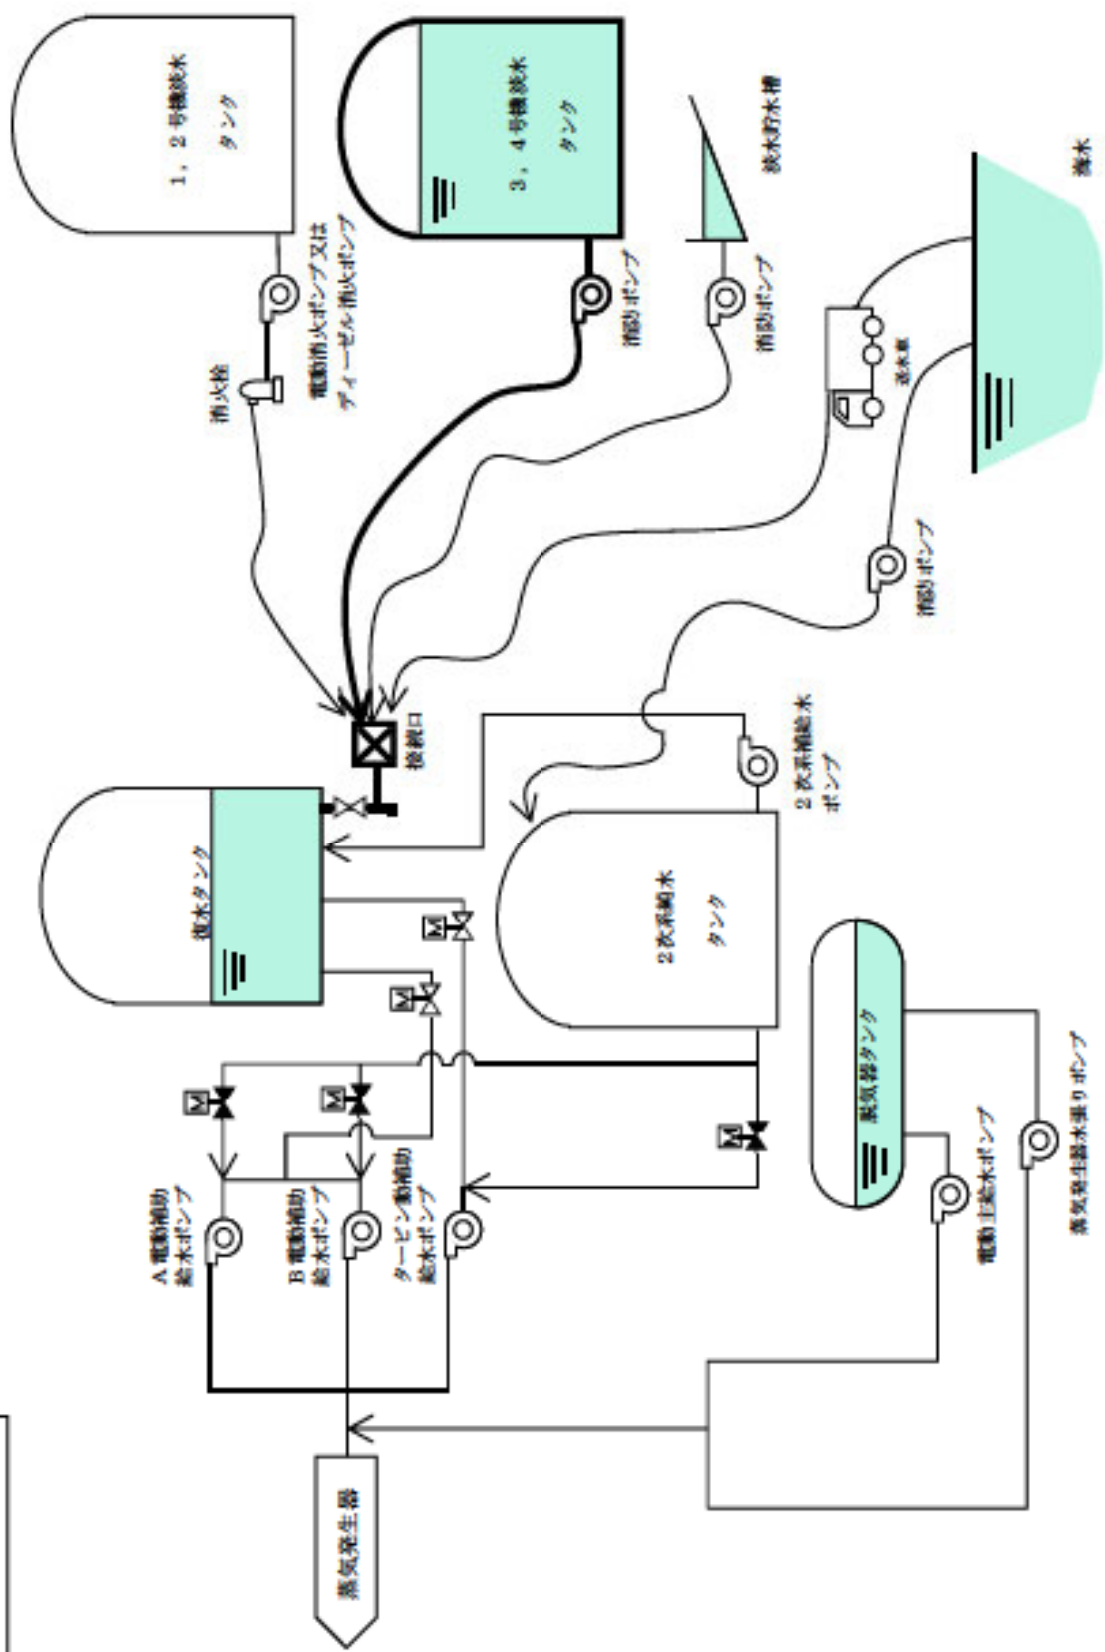 1，2号機淡水
タンク
3，4号機淡水
タンク
淡水貯水槽
海水
電動消火ポンプ又は
ディーゼル消火ポンプ
消火栓
消防ポンプ
消防ポンプ
送水車
消防ポンプ
接続口
復水タンク
2次系補給水
ポンプ
2次系純水
タンク
M
M
M
M
M
脱気器タンク
A電動補助
給水ポンプ
B電動補助
給水ポンプ
タービン動補助
給水ポンプ
電動主給水ポンプ
蒸気発生器水張りポンプ
蒸気発生器